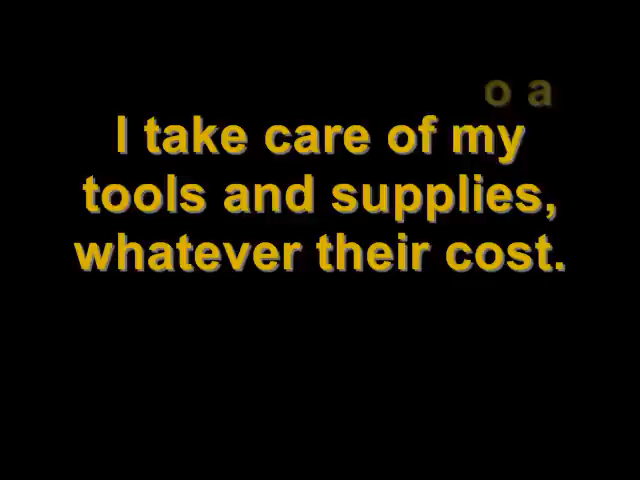 o a
I take care of my
tools and supplies,
whatever their cost.